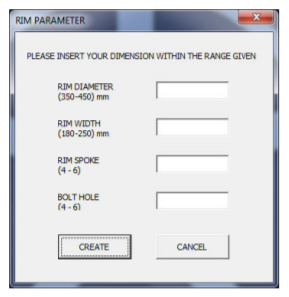 RIM PARAMETER
PLEASE INSERT YOUR DIMENSION WITHIN THE RANGE GIVEN
RIM DIAMETER
(350-450) mm
RIM WIDTH
(180-250) mm
RIM SPOKE
(4 - 6)
BOLT HOLE
(4 - 6)
CREATE CANCEL